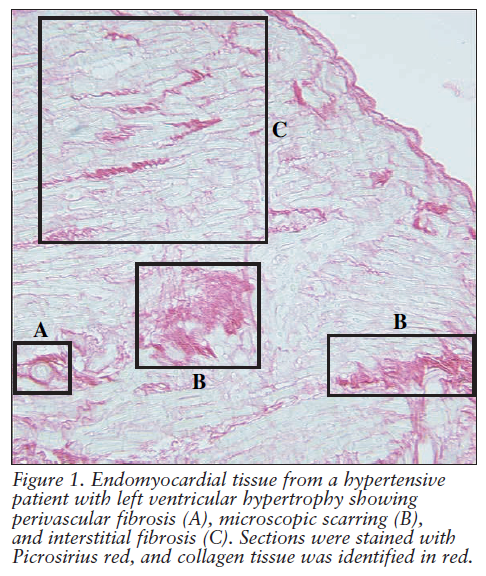 C
A
B
B
Figure 1. Endomyocardial tissue from a hypertensive
patient with left ventricular hypertrophy showing
perivascular fibrosis (A), microscopic scarring (B),
and interstitial fibrosis (C). Sections were stained with
Picrosirius red, and collagen tissue was identified in red.